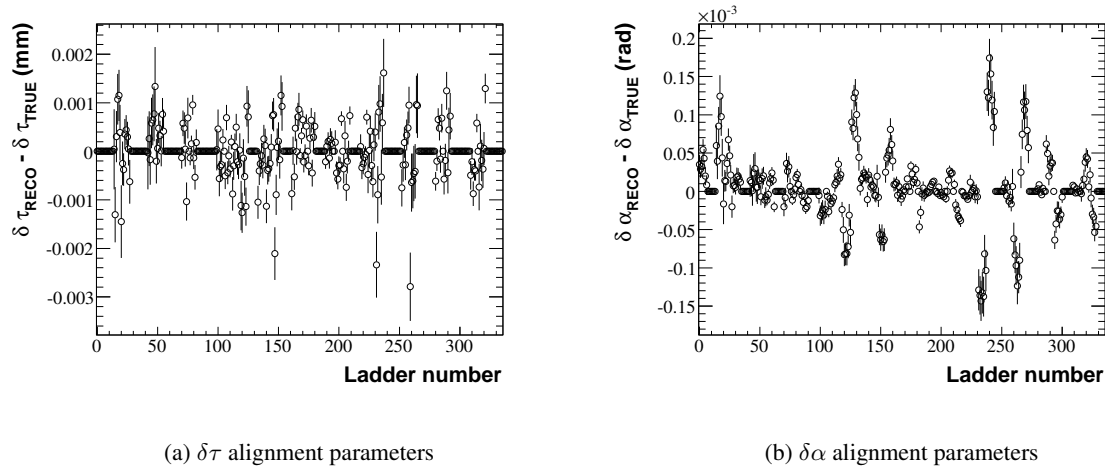 δ τRECO - δ τTRUE (mm)
0.002
0.001
0
-0.001
-0.002
-0.003
0 50 100 150 200 250 300
Ladder number
(a) δτ alignment parameters
×10⁻³
δ αRECO - δ αTRUE (rad)
0.2
0.15
0.1
0.05
0
-0.05
-0.1
-0.15
0 50 100 150 200 250 300
Ladder number
(b) δα alignment parameters